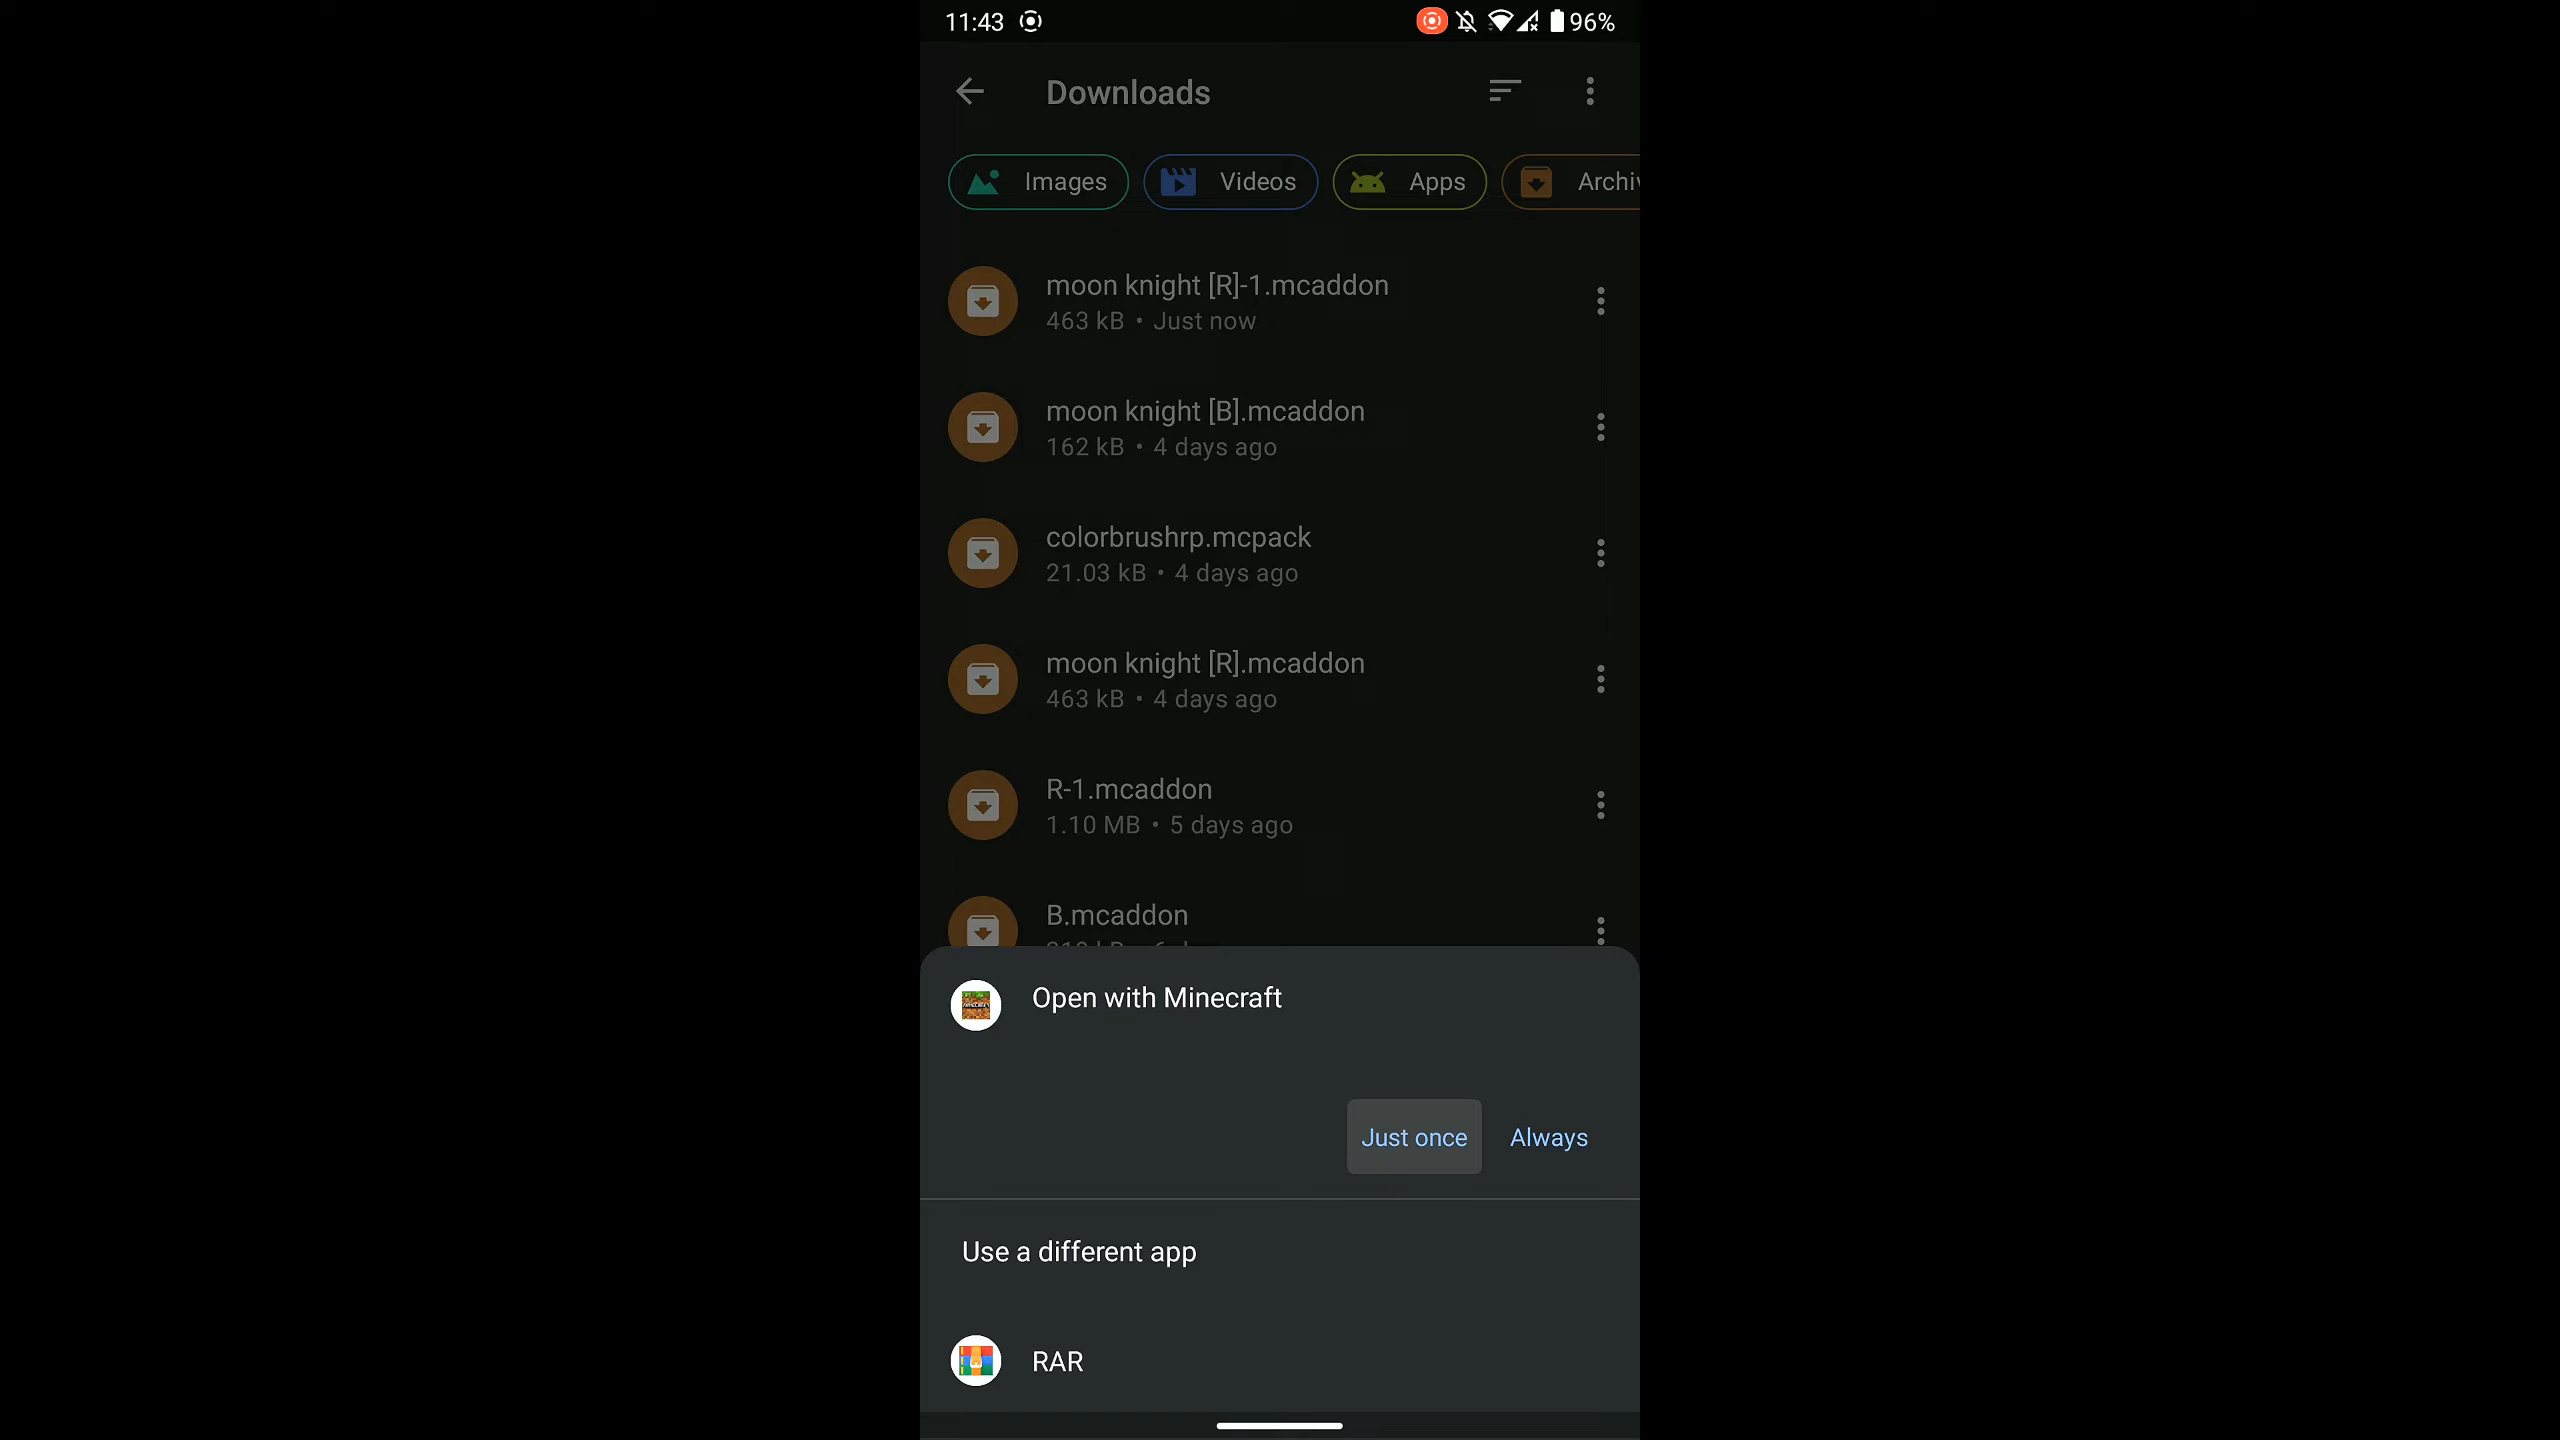 11:43
96%
Downloads
Images
Videos
Apps
Archiv
moon knight [R]-1.mcaddon
463 kB • Just now
moon knight [B].mcaddon
162 kB • 4 days ago
colorbrushrp.mcpack
21.03 kB • 4 days ago
moon knight [R].mcaddon
463 kB • 4 days ago
R-1.mcaddon
1.10 MB • 5 days ago
B.mcaddon
Open with Minecraft
Just once
Always
Use a different app
RAR